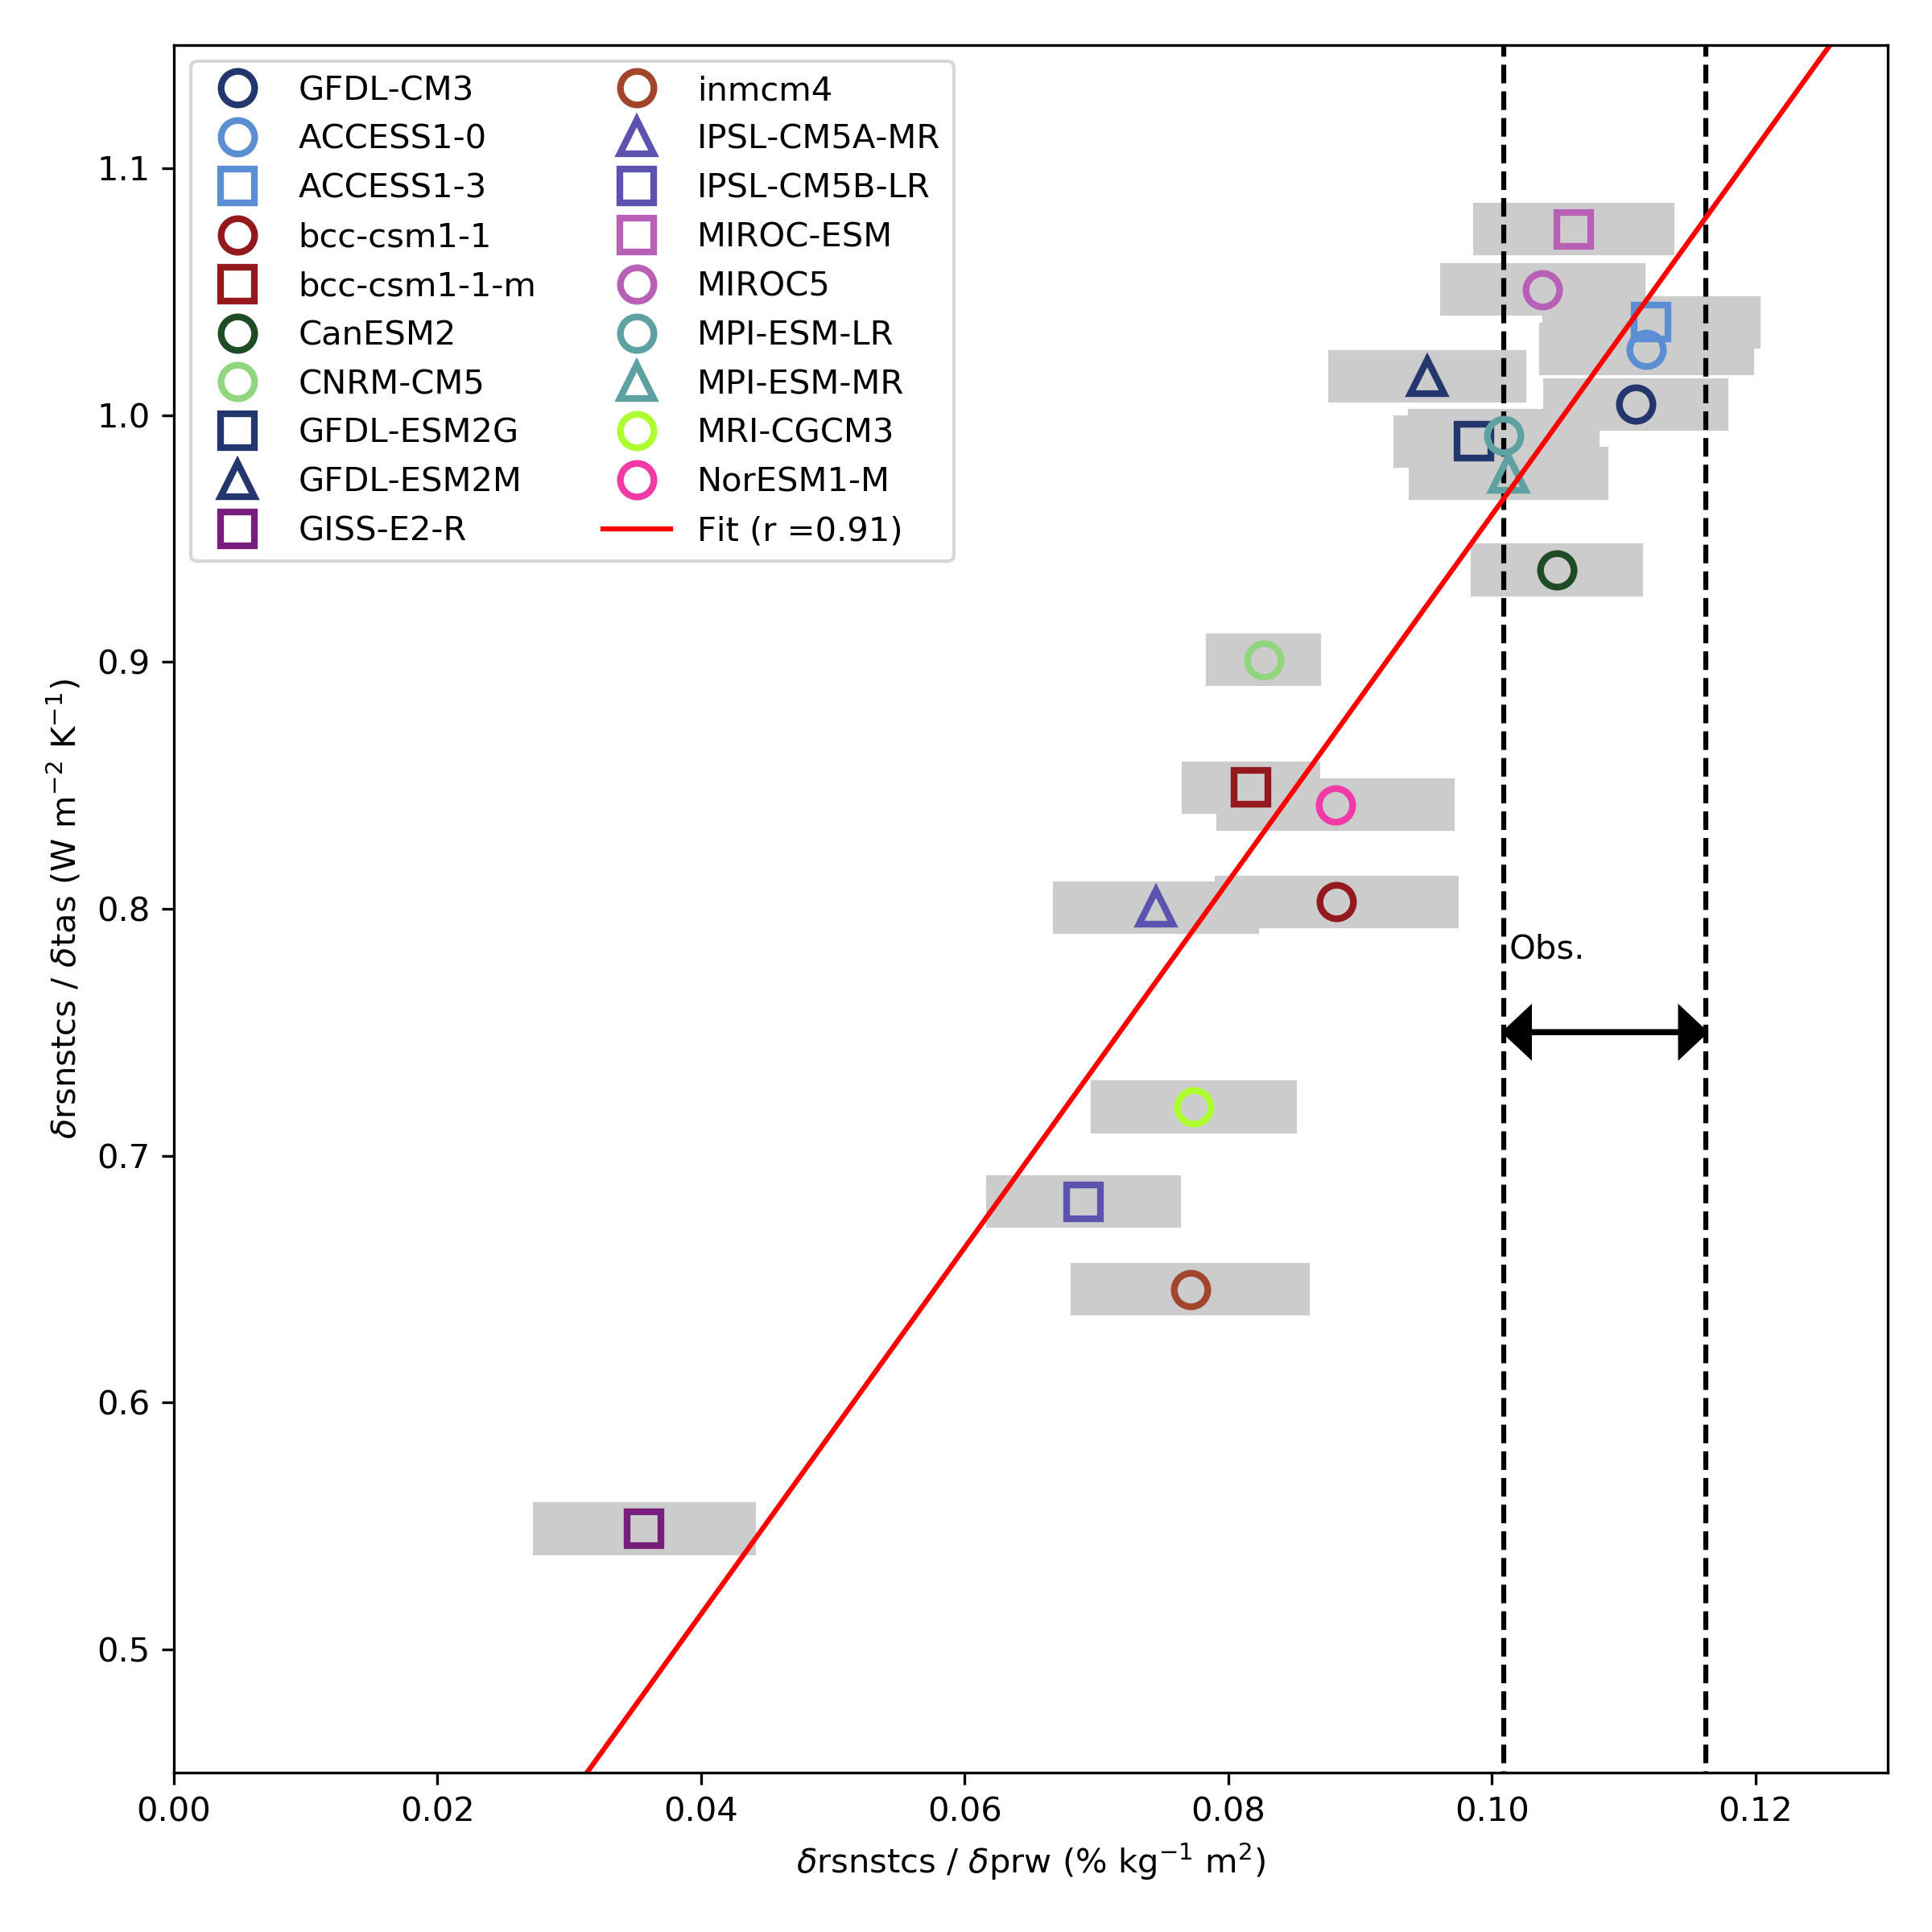 GFDL-CM3
ACCESS1-0
ACCESS1-3
bcc-csm1-1
bcc-csm1-1-m
CanESM2
CNRM-CM5
GFDL-ESM2G
GFDL-ESM2M
GISS-E2-R
inmcm4
IPSL-CM5A-MR
IPSL-CM5B-LR
MIROC-ESM
MIROC5
MPI-ESM-LR
MPI-ESM-MR
MRI-CGCM3
NorESM1-M
Fit (r =0.91)
1.1
1.0
0.9
0.8
0.7
0.6
0.5
δrsnstcs / δtas (W m⁻² K⁻¹)
Obs.
0.00
0.02
0.04
0.06
0.08
0.10
0.12
δrsnstcs / δprw (% kg⁻¹ m²)